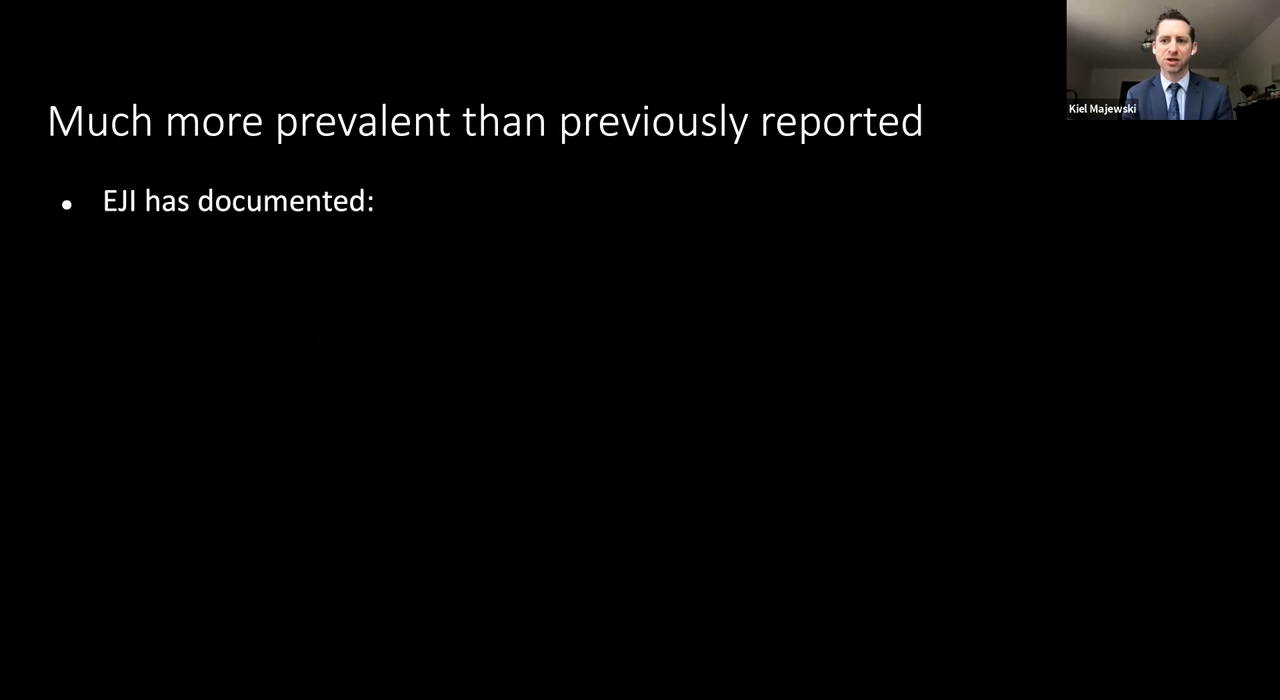 Kiel Majewski
Much more prevalent than previously reported
● EJI has documented: